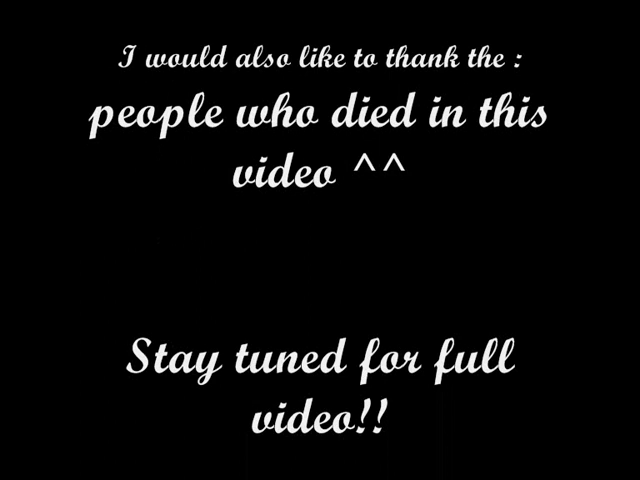 I would also like to thank the :
people who died in this
video ^^
Stay tuned for full
video!!